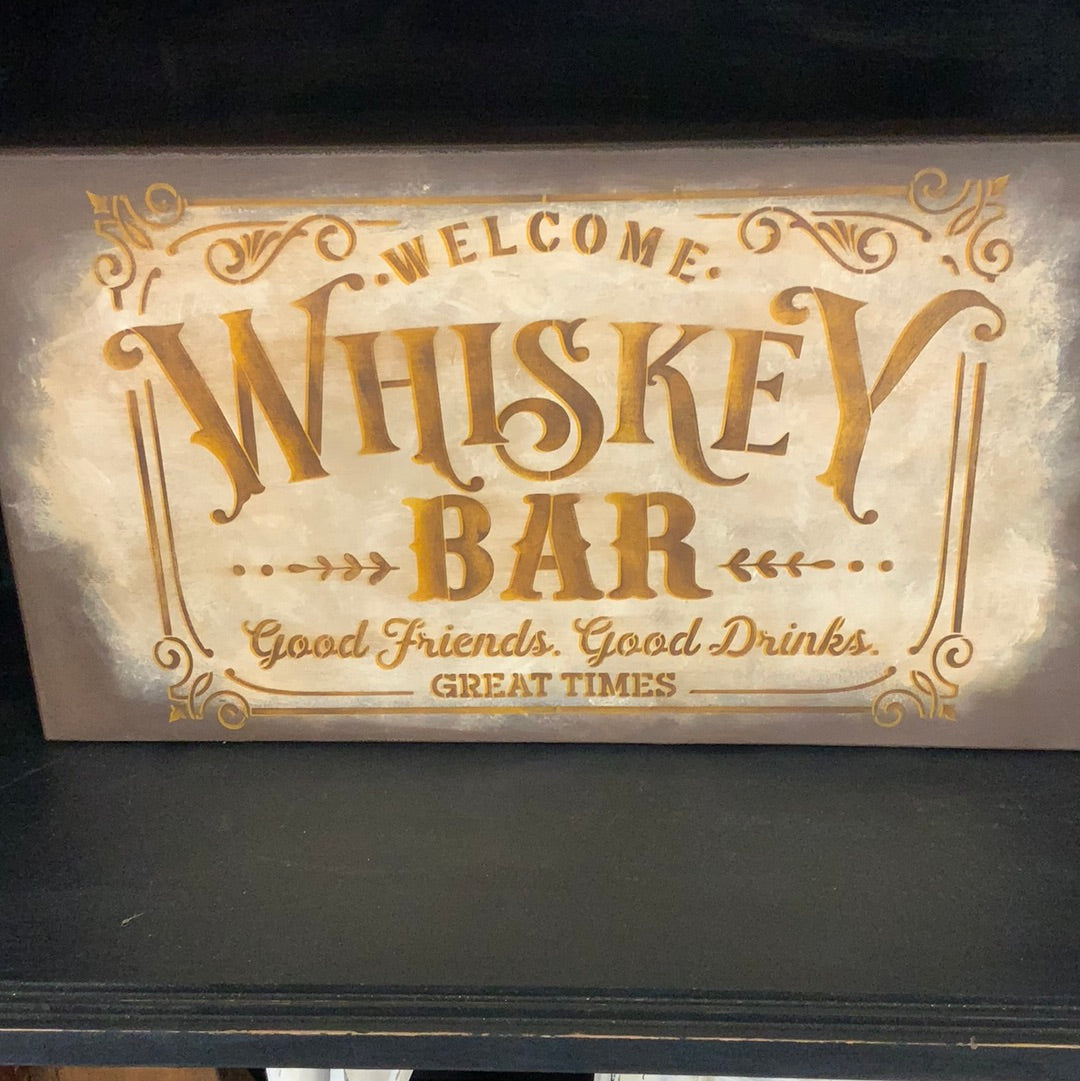 ·WELCOME·
WHISKEY
BAR
Good Friends. Good Drinks.
GREAT TIMES